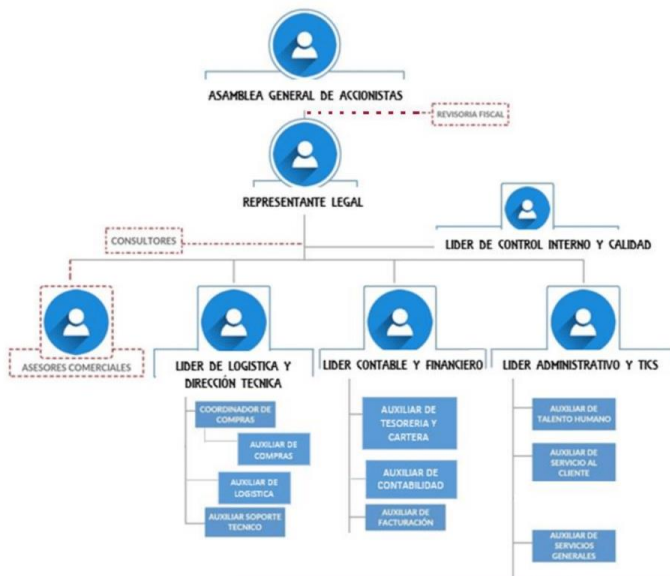 ASAMBLEA GENERAL DE ACCIONISTAS
REVISORIA FISCAL
REPRESENTANTE LEGAL
CONSULTORES
LIDER DE CONTROL INTERNO Y CALIDAD
ASESORES COMERCIALES
LIDER DE LOGISTICA Y
DIRECCIÓN TECNICA
LIDER CONTABLE Y FINANCIERO
LIDER ADMINISTRATIVO Y TICS
COORDINADOR DE
COMPRAS
AUXILIAR DE
COMPRAS
AUXILIAR DE
LOGISTICA
AUXILIAR SOPORTE
TECNICO
AUXILIAR DE
TESORERIA Y
CARTERA
AUXILIAR DE
CONTABILIDAD
AUXILIAR DE
FACTURACIÓN
AUXILIAR DE
TALENTO HUMANO
AUXILIAR DE
SERVICIO AL
CLIENTE
AUXILIAR DE
SERVICIOS
GENERALES